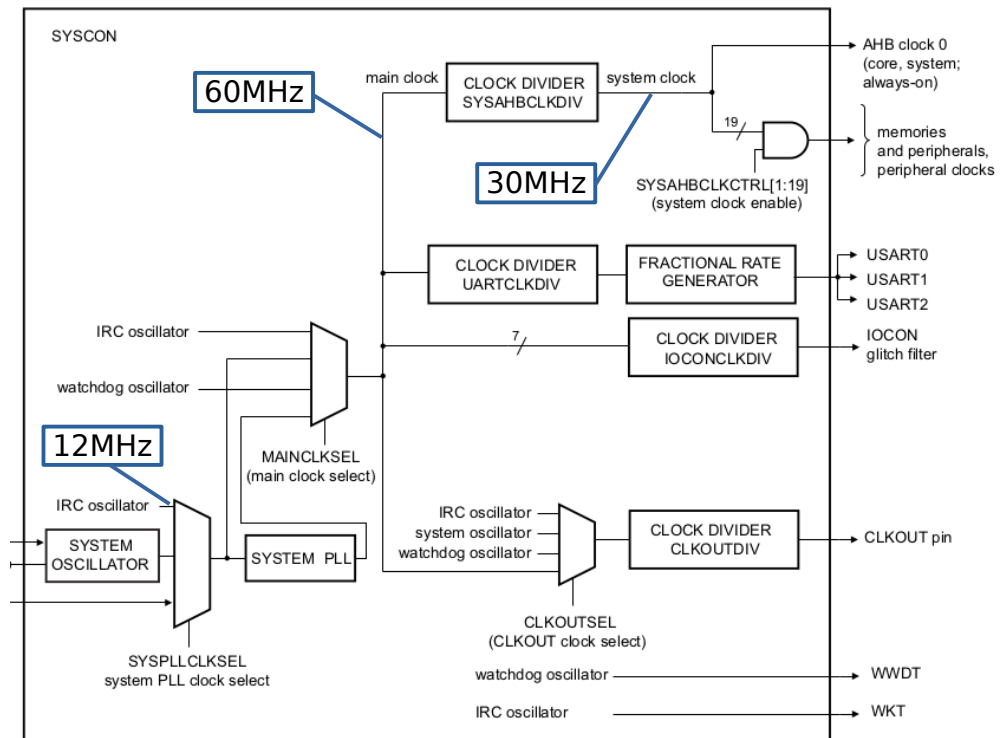 SYSCON
AHB clock 0
(core, system;
always-on)
60MHz
main clock
CLOCK DIVIDER
SYSAHBCLKDIV
system clock
30MHz
19
memories
and peripherals,
peripheral clocks
SYSAHBCLKCTRL[1:19]
(system clock enable)
CLOCK DIVIDER
UARTCLKDIV
FRACTIONAL RATE
GENERATOR
USART0
USART1
USART2
IRC oscillator
watchdog oscillator
7
CLOCK DIVIDER
IOCONCLKDIV
IOCON
glitch filter
MAINCLKSEL
(main clock select)
12MHz
IRC oscillator
SYSTEM
OSCILLATOR
SYSTEM PLL
IRC oscillator
system oscillator
watchdog oscillator
CLOCK DIVIDER
CLKOUTDIV
CLKOUT pin
CLKOUTSEL
(CLKOUT clock select)
SYSPLLCLKSEL
system PLL clock select
watchdog oscillator
WWDT
IRC oscillator
WKT